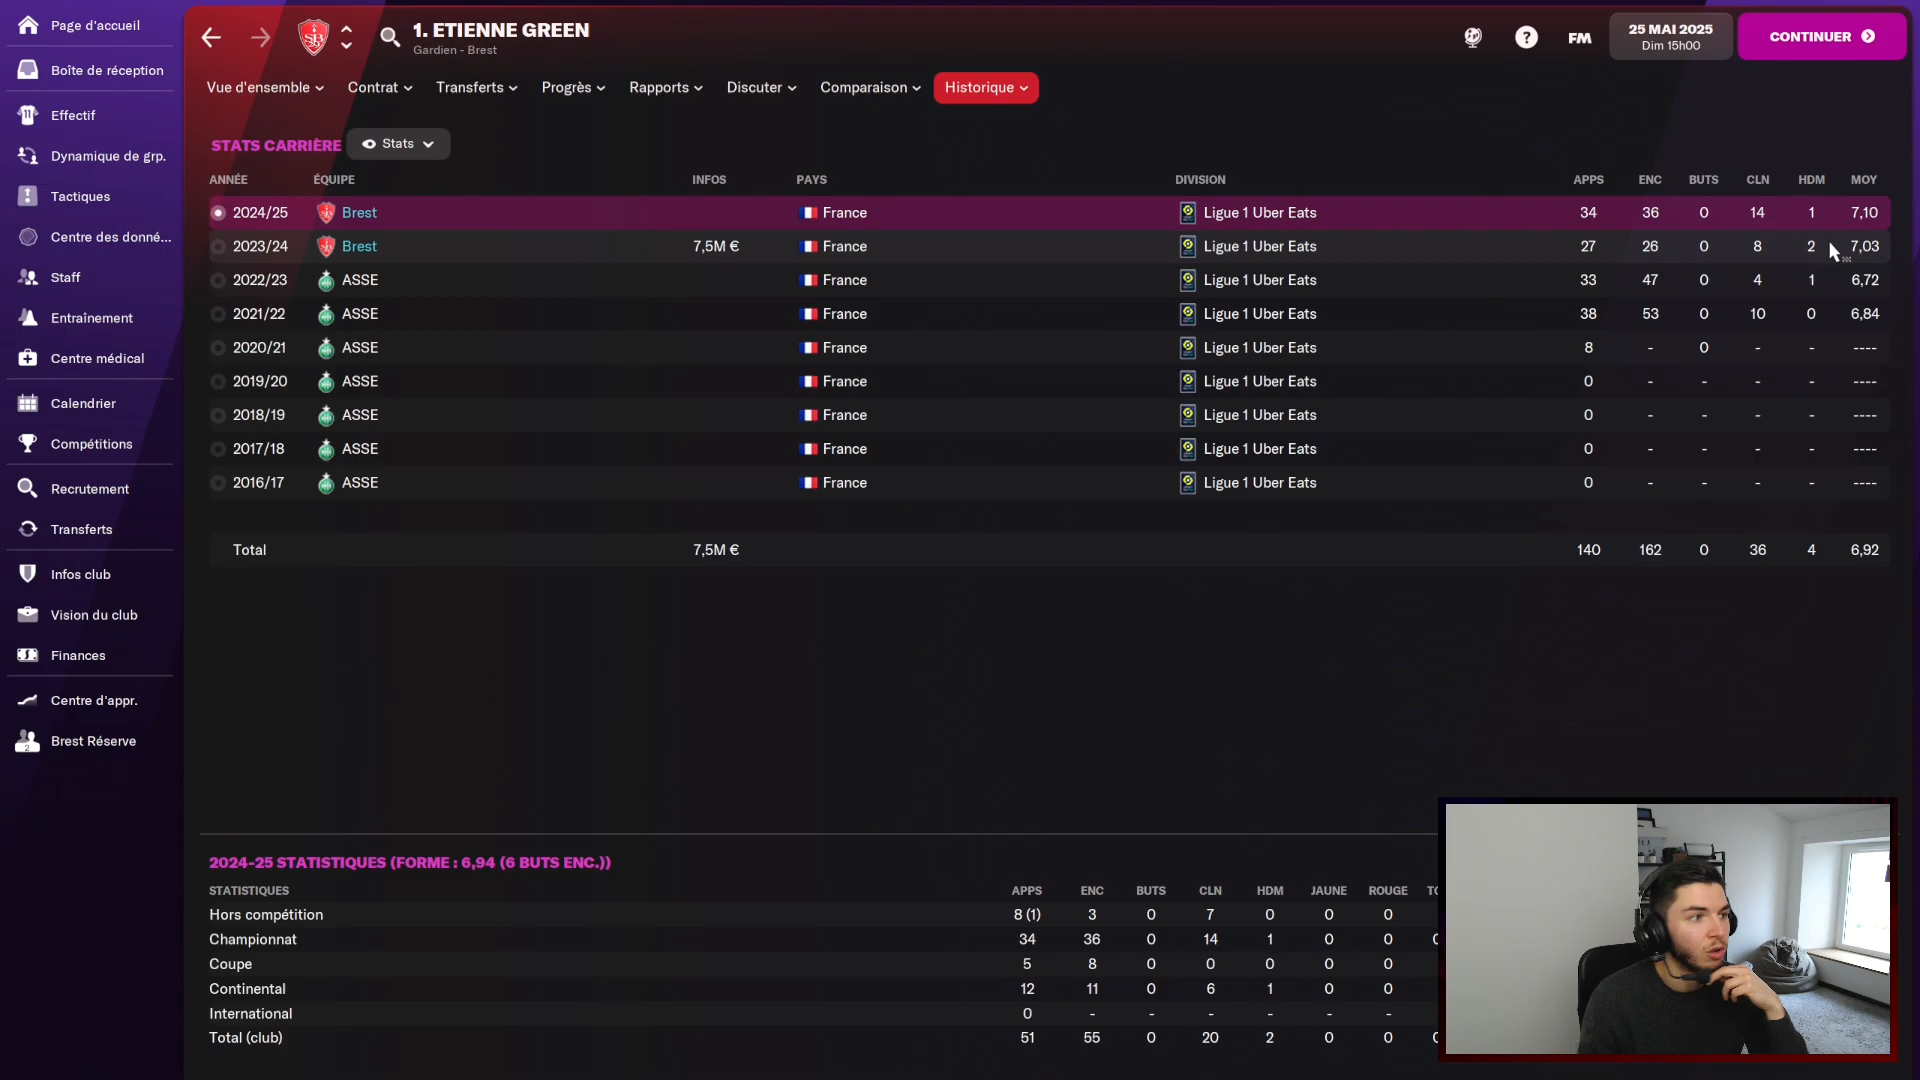 Page d'accueil
Boîte de réception
Effectif
Dynamique de grp.
Tactiques
Centre des donné...
Staff
Entraînement
Centre médical
Calendrier
Compétitions
Recrutement
Transferts
Infos club
Vision du club
Finances
Centre d'appr.
2 Brest Réserve
1. ETIENNE GREEN
Gardien - Brest
? FM
25 MAI 2025
Dim 15h00
CONTINUER
Vue d'ensemble Contrat Transferts Progrès Rapports Discuter Comparaison Historique
STATS CARRIÈRE Stats
ANNÉE ÉQUIPE INFOS PAYS DIVISION APPS ENC BUTS CLN HDM MOY
2024/25 Brest France Ligue 1 Uber Eats 34 36 0 14 1 7,10
2023/24 Brest 7,5M € France Ligue 1 Uber Eats 27 26 0 8 2 7,03
2022/23 ASSE France Ligue 1 Uber Eats 33 47 0 4 1 6,72
2021/22 ASSE France Ligue 1 Uber Eats 38 53 0 10 0 6,84
2020/21 ASSE France Ligue 1 Uber Eats 8 - 0 - - ----
2019/20 ASSE France Ligue 1 Uber Eats 0 - - - - ----
2018/19 ASSE France Ligue 1 Uber Eats 0 - - - - ----
2017/18 ASSE France Ligue 1 Uber Eats 0 - - - - ----
2016/17 ASSE France Ligue 1 Uber Eats 0 - - - - ----
Total 7,5M € 140 162 0 36 4 6,92
2024-25 STATISTIQUES (FORME : 6,94 (6 BUTS ENC.))
STATISTIQUES APPS ENC BUTS CLN HDM JAUNE ROUGE
Hors compétition 8 (1) 3 0 7 0 0 0
Championnat 34 36 0 14 1 0 0
Coupe 5 8 0 0 0 0 0
Continental 12 11 0 6 1 0 0
International 0 - - - - - -
Total (club) 51 55 0 20 2 0 0